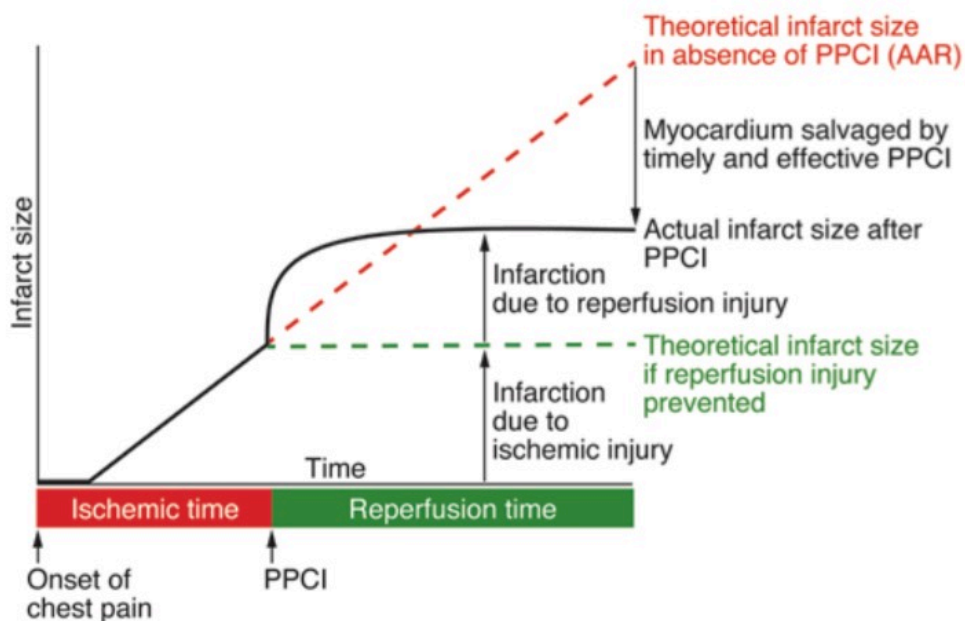 Theoretical infarct size
in absence of PPCI (AAR)
Myocardium salvaged by
timely and effective PPCI
Actual infarct size after
PPCI
Infarct size
Infarction
due to reperfusion injury
Theoretical infarct size
if reperfusion injury
prevented
Infarction
due to
ischemic injury
Time
Ischemic time
Reperfusion time
Onset of
chest pain
PPCI